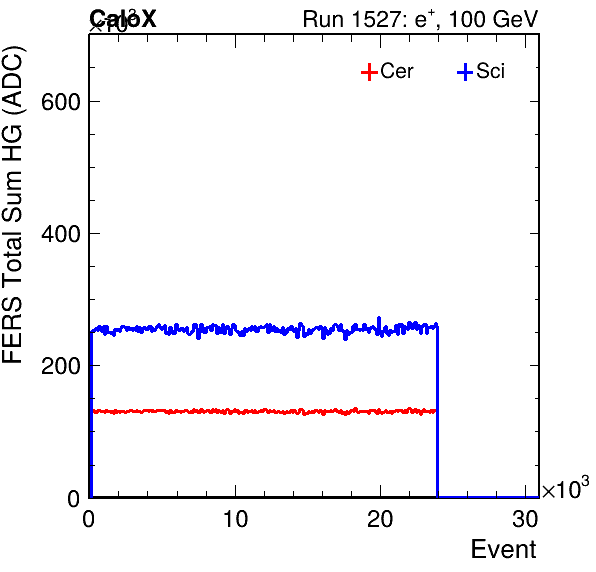 CaloX Run 1527: e+, 100 GeV
×10³
FERS Total Sum HG (ADC)
Cer Sci
600
400
200
0
0 10 20 30
×10³
Event